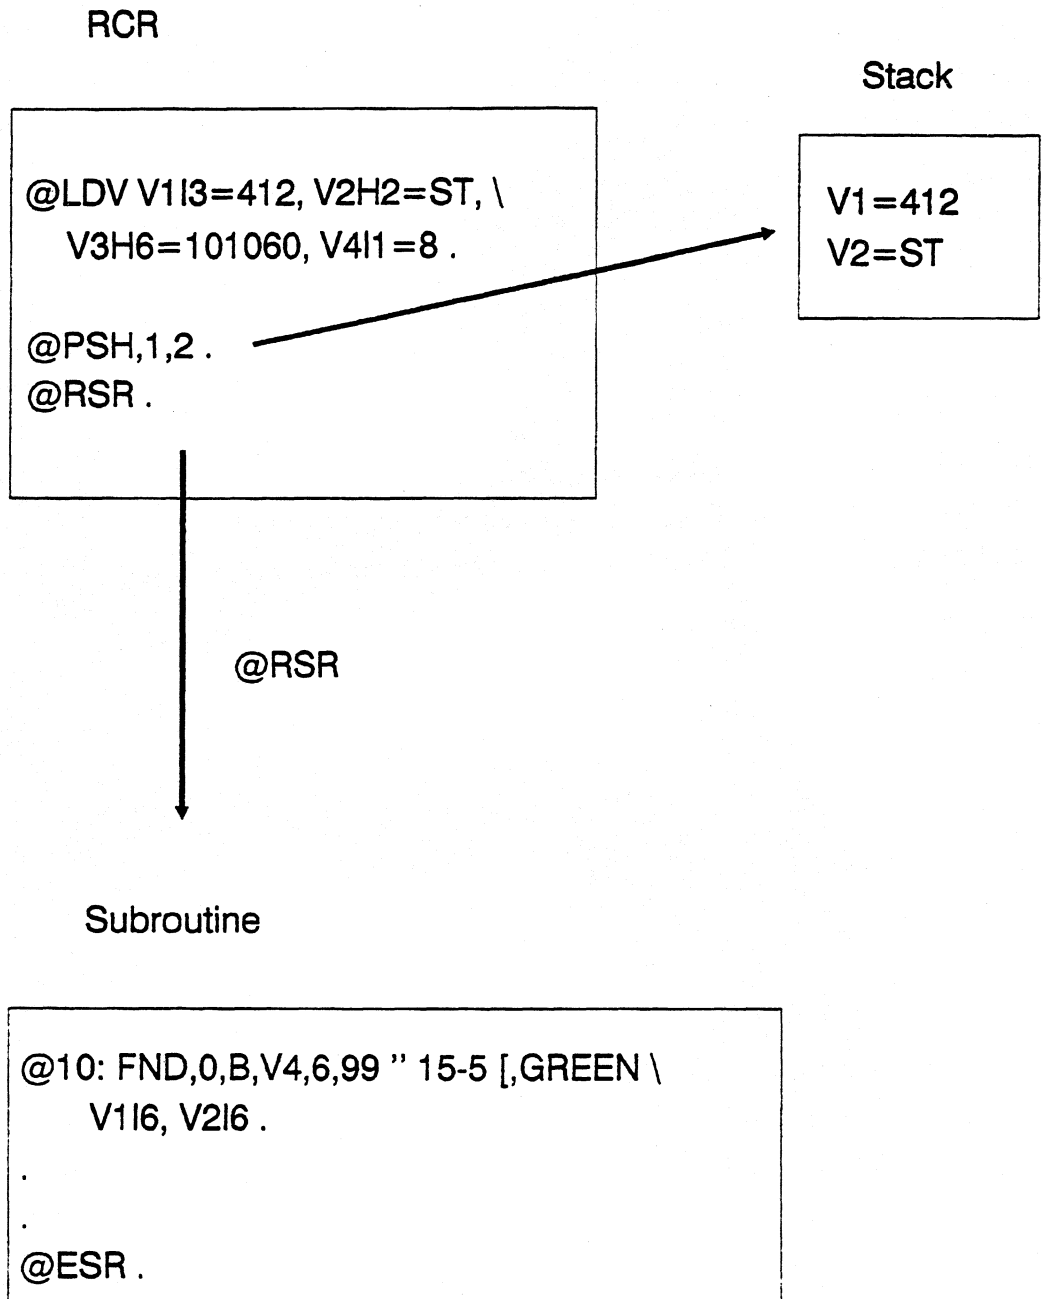 RCR
Stack
@LDV V1I3=412, V2H2=ST, \
V3H6=101060, V4I1=8 .
@PSH,1,2 .
@RSR .
V1=412
V2=ST
@RSR
Subroutine
@10: FND,0,B,V4,6,99 ’’ 15-5 [,GREEN \
V1I6, V2I6 .
.
.
@ESR .